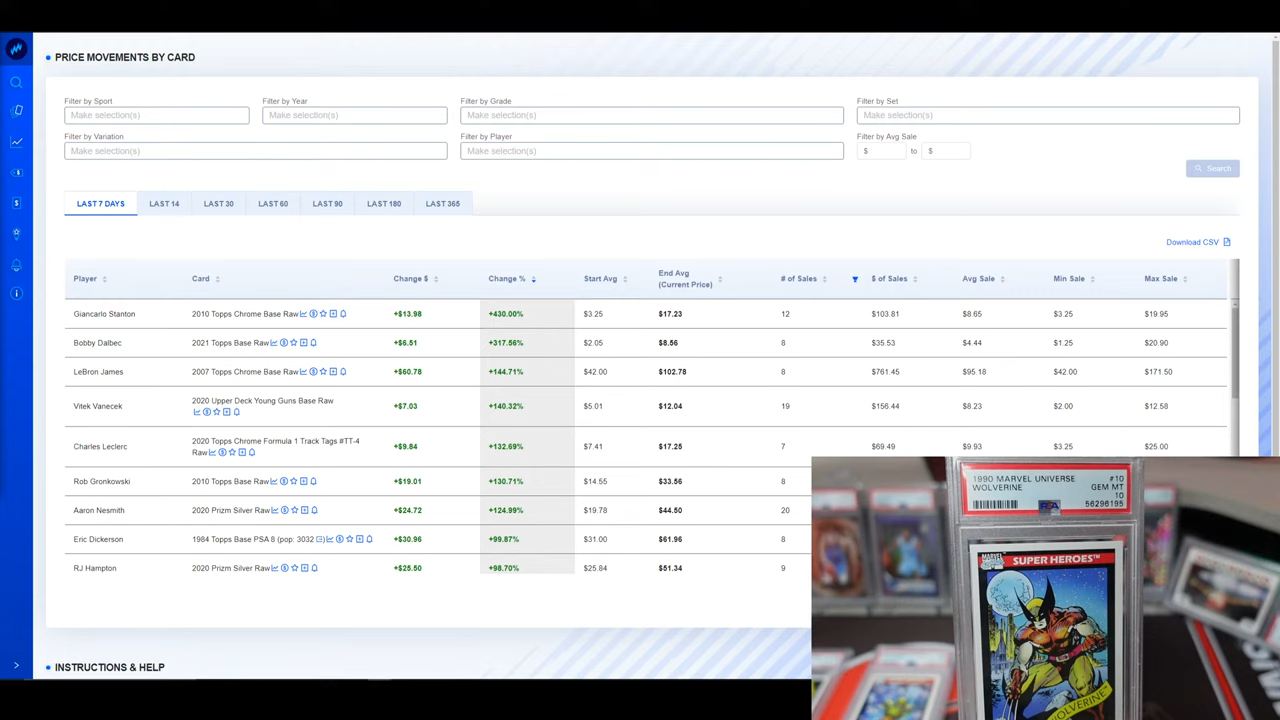 PRICE MOVEMENTS BY CARD
Filter by Sport Filter by Year Filter by Grade Filter by Set
Make selection(s) Make selection(s) Make selection(s) Make selection(s)
Filter by Variation Filter by Player Filter by Avg Sale
Make selection(s) Make selection(s) $ to $
Search
LAST 7 DAYS LAST 14 LAST 30 LAST 60 LAST 90 LAST 180 LAST 365
Download CSV
Player Card Change $ Change % Start Avg End Avg (Current Price) # of Sales $ of Sales Avg Sale Min Sale Max Sale
Giancarlo Stanton 2010 Topps Chrome Base Raw +$13.98 +430.00% $3.25 $17.23 12 $103.81 $8.65 $3.25 $19.95
Bobby Dalbec 2021 Topps Base Raw +$6.51 +317.56% $2.05 $8.56 8 $35.53 $4.44 $1.25 $20.90
LeBron James 2007 Topps Chrome Base Raw +$60.78 +144.71% $42.00 $102.78 8 $761.45 $95.18 $42.00 $171.50
Vitek Vanecek 2020 Upper Deck Young Guns Base Raw +$7.03 +140.32% $5.01 $12.04 19 $156.44 $8.23 $2.00 $12.58
Charles Leclerc 2020 Topps Chrome Formula 1 Track Tags #TT-4 Raw +$9.84 +132.69% $7.41 $17.25 7 $69.49 $9.93 $3.25 $25.00
Rob Gronkowski 2010 Topps Base Raw +$19.01 +130.71% $14.55 $33.56 8
Aaron Nesmith 2020 Prizm Silver Raw +$24.72 +124.99% $19.78 $44.50 20
Eric Dickerson 1984 Topps Base PSA 8 (pop: 3032) +$30.96 +99.87% $31.00 $61.96 8
RJ Hampton 2020 Prizm Silver Raw +$25.50 +98.70% $25.84 $51.34 9
INSTRUCTIONS & HELP
1990 MARVEL UNIVERSE #10
WOLVERINE GEM MT
10
PSA 56296195
MARVEL SUPER HEROES™
WOLVERINE